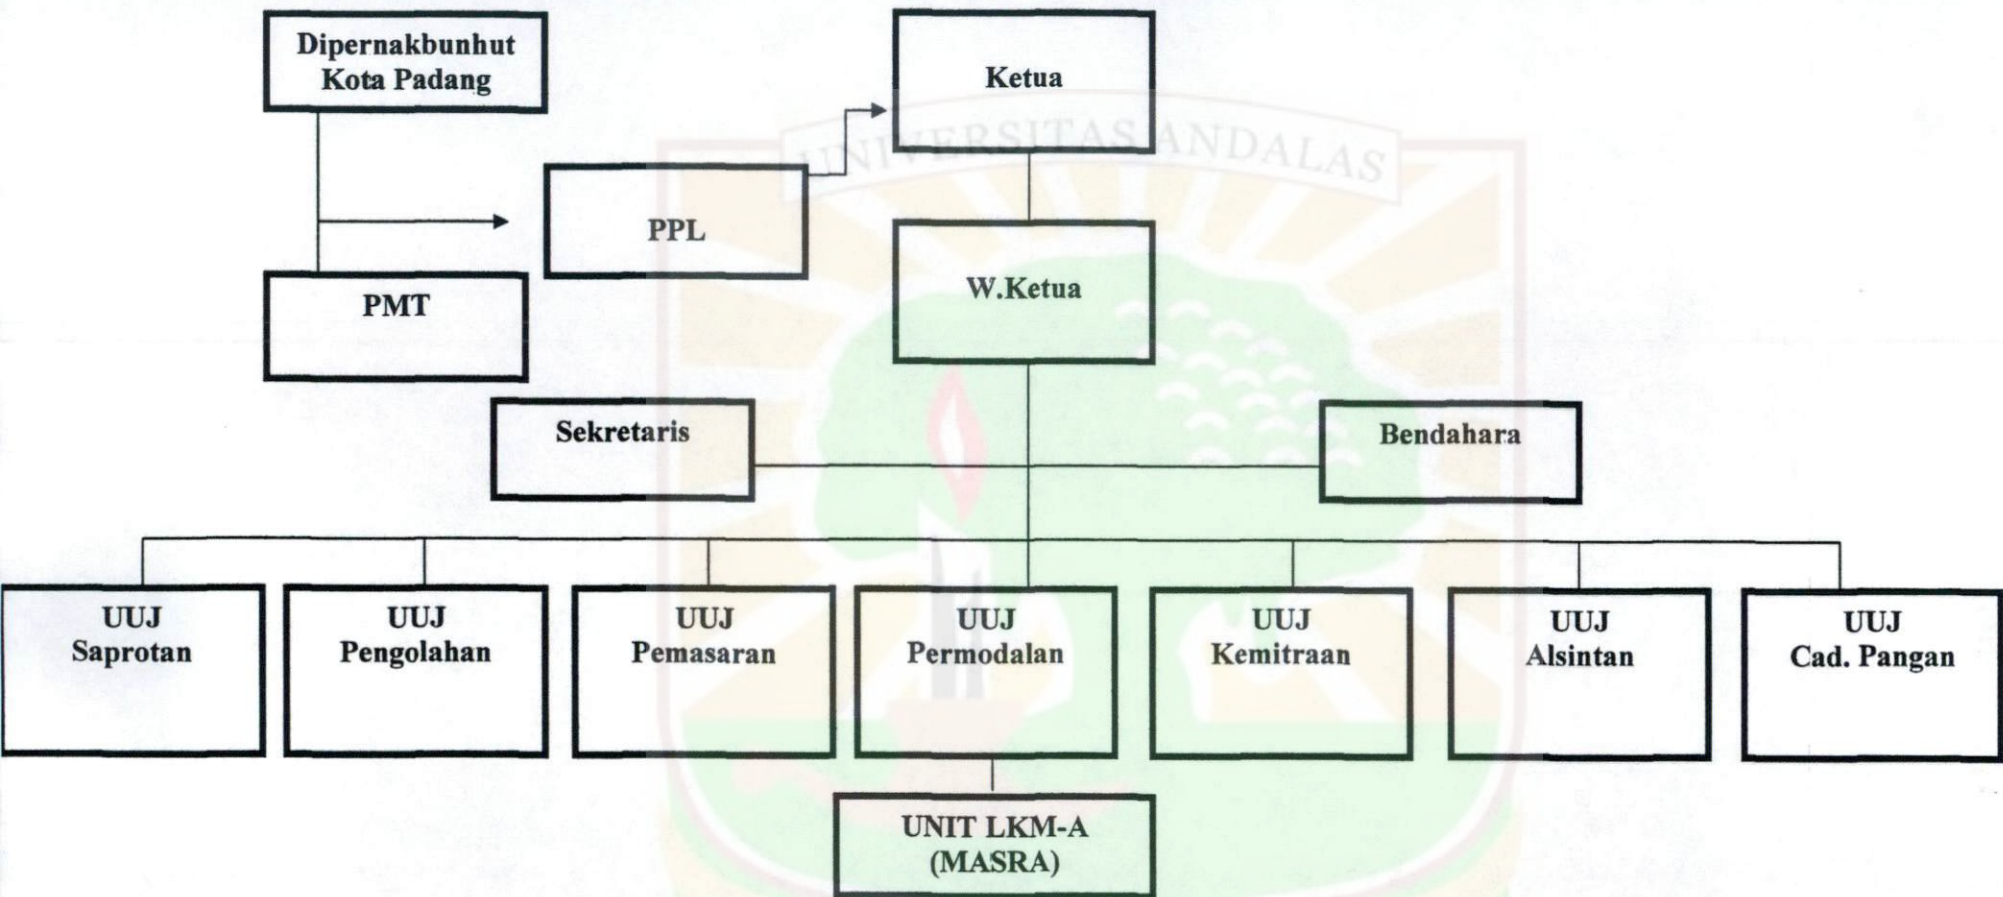 Dipernakbunhut
Kota Padang
Ketua
UNIVERSITAS ANDALAS
PPL
W.Ketua
PMT
Sekretaris
Bendahara
UUJ
Saprotan
UUJ
Pengolahan
UUJ
Pemasaran
UUJ
Permodalan
UUJ
Kemitraan
UUJ
Alsintan
UUJ
Cad. Pangan
UNIT LKM-A
(MASRA)